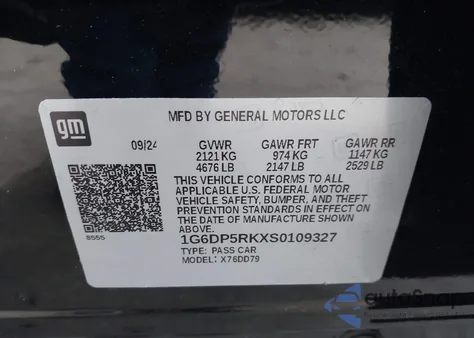 gm
MFD BY GENERAL MOTORS LLC
09/24 GVWR GAWR FRT GAWR RR
2121 KG 974 KG 1147 KG
4676 LB 2147 LB 2529 LB
THIS VEHICLE CONFORMS TO ALL
APPLICABLE U.S. FEDERAL MOTOR
VEHICLE SAFETY, BUMPER, AND THEFT
PREVENTION STANDARDS IN EFFECT ON
THE DATE OF MANUFACTURE SHOWN
ABOVE.
8555
1G6DP5RKXS0109327
TYPE: PASS CAR
MODEL: X76DD79